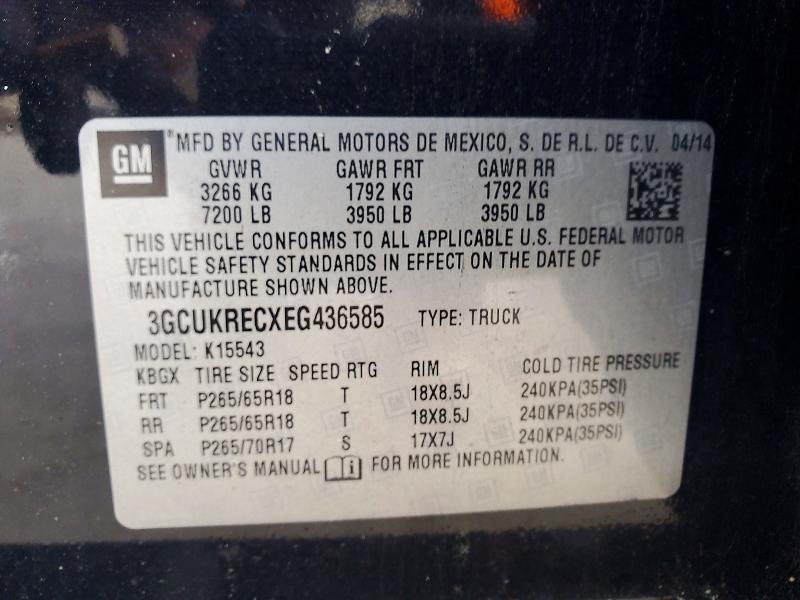 GM ® MFD BY GENERAL MOTORS DE MEXICO, S. DE R.L. DE C.V. 04/14
GVWR GAWR FRT GAWR RR
3266 KG 1792 KG 1792 KG
7200 LB 3950 LB 3950 LB
THIS VEHICLE CONFORMS TO ALL APPLICABLE U.S. FEDERAL MOTOR
VEHICLE SAFETY STANDARDS IN EFFECT ON THE DATE OF
MANUFACTURE SHOWN ABOVE.
3GCUKRECXEG436585 TYPE: TRUCK
MODEL: K15543
KBGX TIRE SIZE SPEED RTG RIM COLD TIRE PRESSURE
FRT P265/65R18 T 18X8.5J 240KPA(35PSI)
RR P265/65R18 T 18X8.5J 240KPA(35PSI)
SPA P265/70R17 S 17X7J 240KPA(35PSI)
SEE OWNER'S MANUAL i FOR MORE INFORMATION.